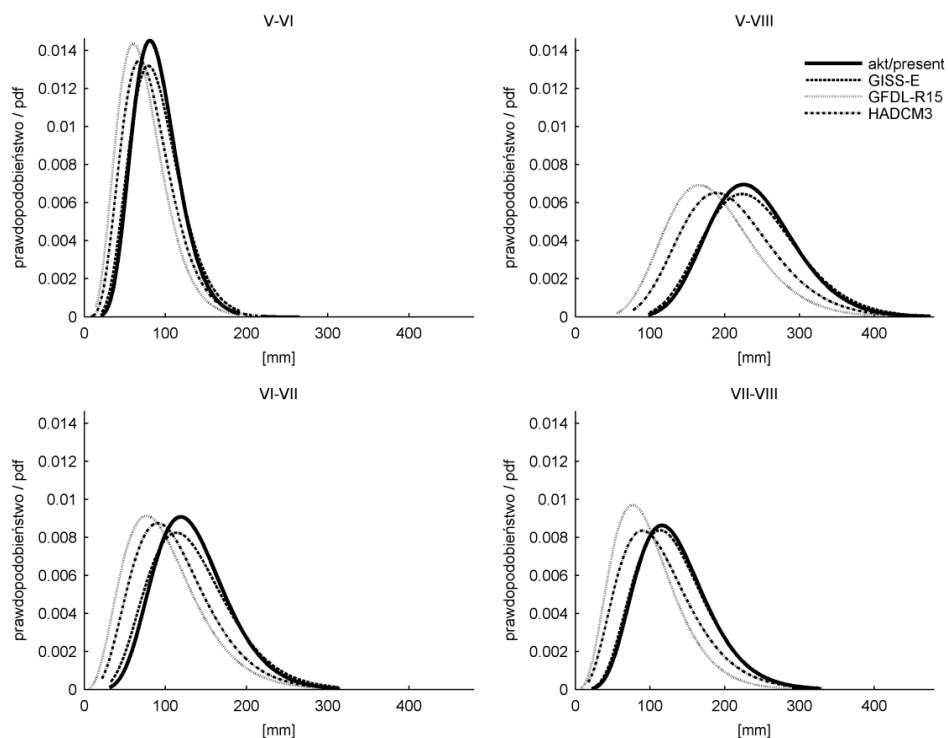 V-VI
prawdopodobieństwo / pdf
0.014
0.012
0.01
0.008
0.006
0.004
0.002
0
0 100 200 300 400
[mm]
V-VIII
prawdopodobieństwo / pdf
0.014
0.012
0.01
0.008
0.006
0.004
0.002
0
0 100 200 300 400
[mm]
akt/present
GISS-E
GFDL-R15
HADCM3
VI-VII
prawdopodobieństwo / pdf
0.014
0.012
0.01
0.008
0.006
0.004
0.002
0
0 100 200 300 400
[mm]
VII-VIII
prawdopodobieństwo / pdf
0.014
0.012
0.01
0.008
0.006
0.004
0.002
0
0 100 200 300 400
[mm]